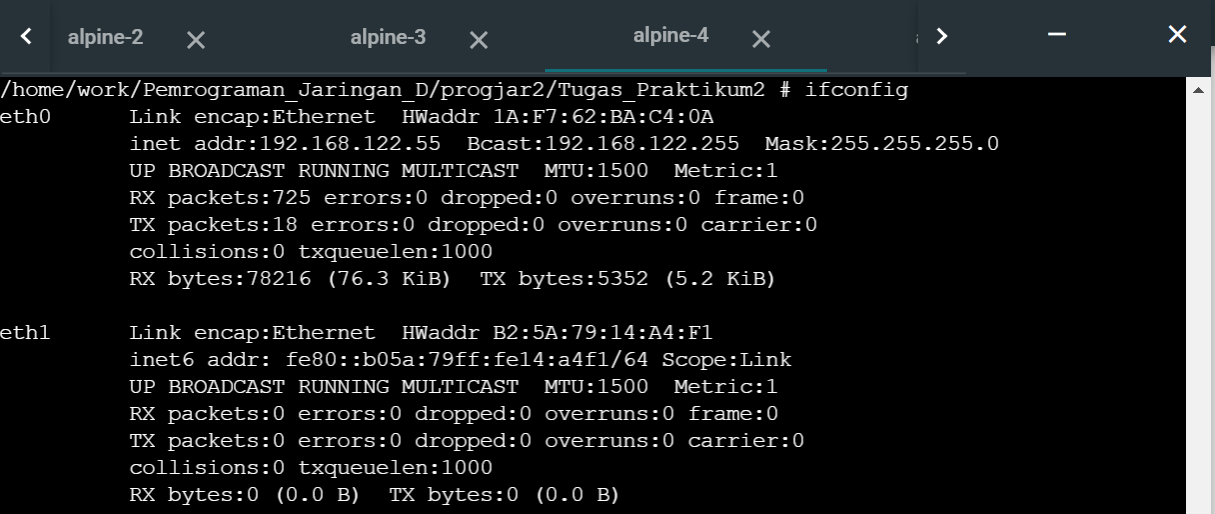 alpine-2 alpine-3 alpine-4
/home/work/Pemrograman_Jaringan_D/progjar2/Tugas_Praktikum2 # ifconfig
eth0 Link encap:Ethernet HWaddr 1A:F7:62:BA:C4:0A
inet addr:192.168.122.55 Bcast:192.168.122.255 Mask:255.255.255.0
UP BROADCAST RUNNING MULTICAST MTU:1500 Metric:1
RX packets:725 errors:0 dropped:0 overruns:0 frame:0
TX packets:18 errors:0 dropped:0 overruns:0 carrier:0
collisions:0 txqueuelen:1000
RX bytes:78216 (76.3 KiB) TX bytes:5352 (5.2 KiB)
eth1 Link encap:Ethernet HWaddr B2:5A:79:14:A4:F1
inet6 addr: fe80::b05a:79ff:fe14:a4f1/64 Scope:Link
UP BROADCAST RUNNING MULTICAST MTU:1500 Metric:1
RX packets:0 errors:0 dropped:0 overruns:0 frame:0
TX packets:0 errors:0 dropped:0 overruns:0 carrier:0
collisions:0 txqueuelen:1000
RX bytes:0 (0.0 B) TX bytes:0 (0.0 B)